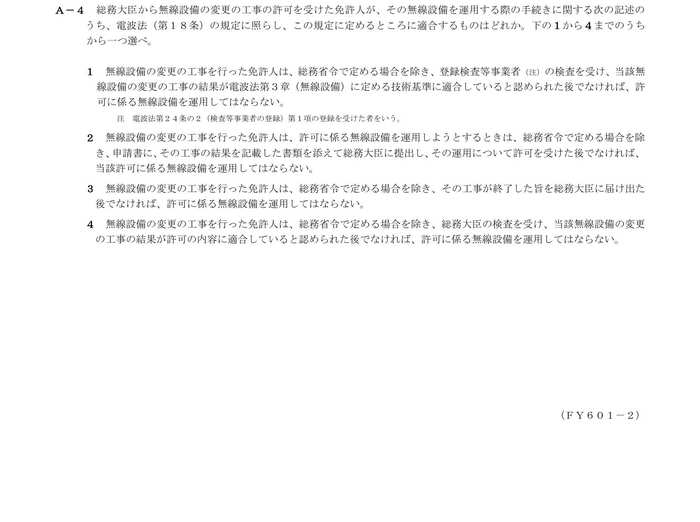 Ａ－４ 総務大臣から無線設備の変更の工事の許可を受けた免許人が、その無線設備を運用する際の手続きに関する次の記述の
うち、電波法（第１８条）の規定に照らし、この規定に定めるところに適合するものはどれか。下の１から４までのうち
から一つ選べ。
１ 無線設備の変更の工事を行った免許人は、総務省令で定める場合を除き、登録検査等事業者（注）の検査を受け、当該無
線設備の変更の工事の結果が電波法第３章（無線設備）に定める技術基準に適合していると認められた後でなければ、許
可に係る無線設備を運用してはならない。
注 電波法第２４条の２（検査等事業者の登録）第１項の登録を受けた者をいう。
２ 無線設備の変更の工事を行った免許人は、許可に係る無線設備を運用しようとするときは、総務省令で定める場合を除
き、申請書に、その工事の結果を記載した書類を添えて総務大臣に提出し、その運用について許可を受けた後でなければ、
当該許可に係る無線設備を運用してはならない。
３ 無線設備の変更の工事を行った免許人は、総務省令で定める場合を除き、その工事が終了した旨を総務大臣に届け出た
後でなければ、許可に係る無線設備を運用してはならない。
４ 無線設備の変更の工事を行った免許人は、総務省令で定める場合を除き、総務大臣の検査を受け、当該無線設備の変更
の工事の結果が許可の内容に適合していると認められた後でなければ、許可に係る無線設備を運用してはならない。
（ＦＹ６０１－２）